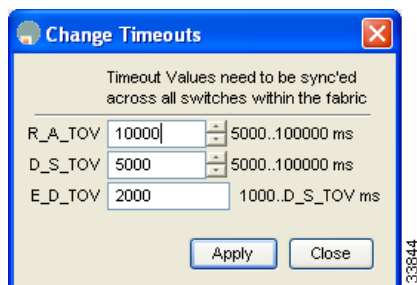 Change Timeouts
Timeout Values need to be sync'ed
across all switches within the fabric
R_A_TOV 10000 5000..100000 ms
D_S_TOV 5000 5000..100000 ms
E_D_TOV 2000 1000..D_S_TOV ms
Apply Close
33844